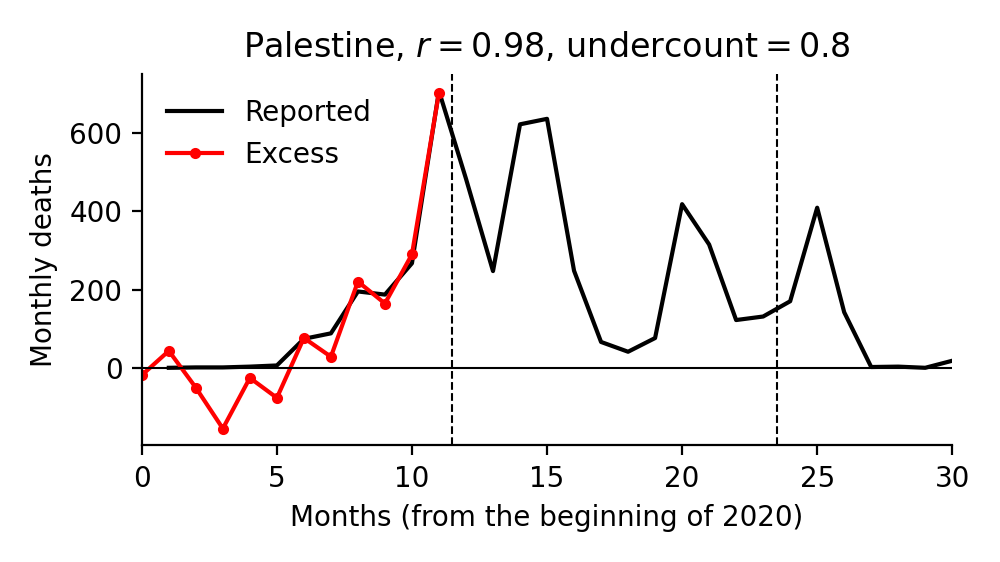 Palestine, r = 0.98, undercount = 0.8
Reported
Excess
Monthly deaths
600
400
200
0
0 5 10 15 20 25 30
Months (from the beginning of 2020)